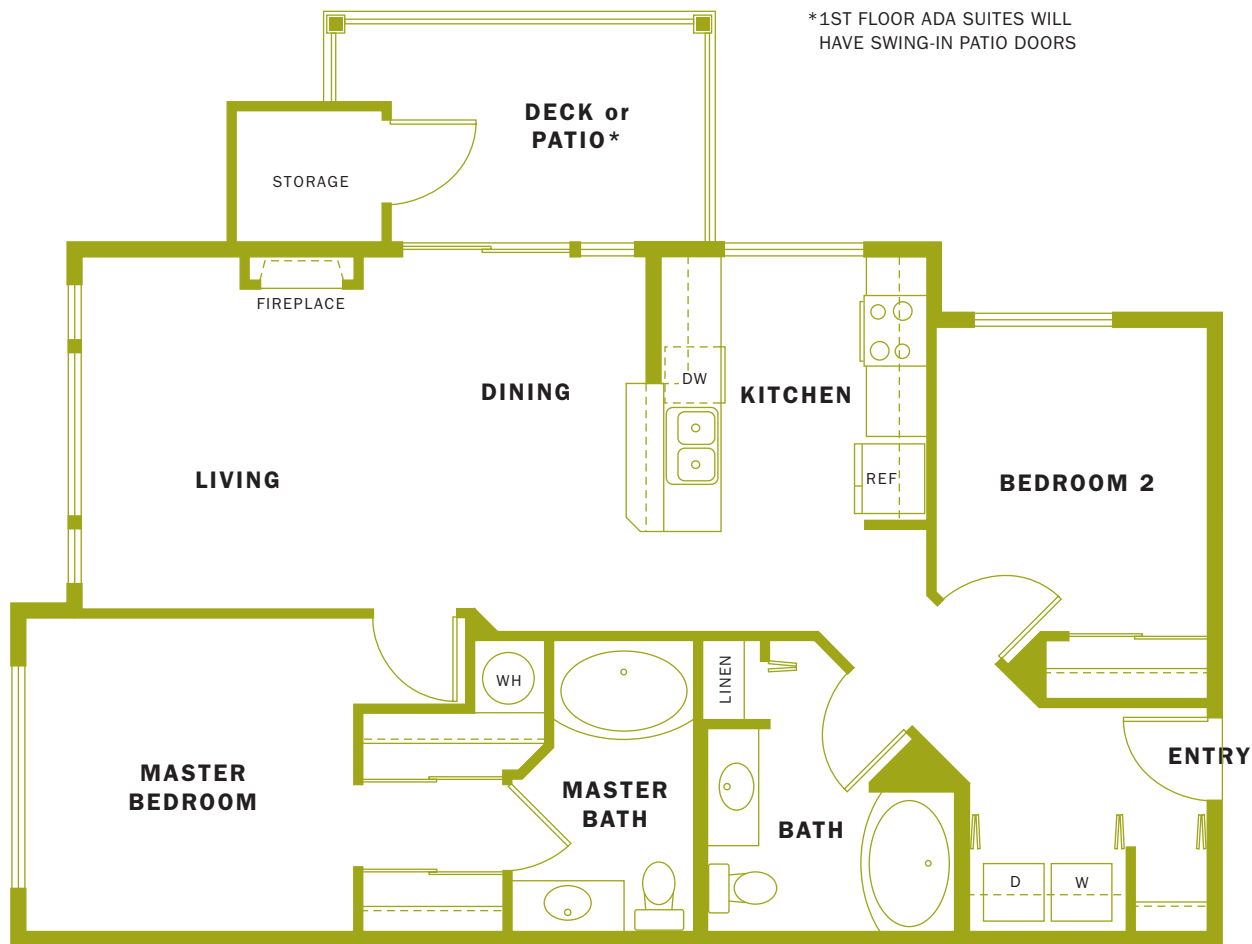 *1ST FLOOR ADA SUITES WILL
HAVE SWING-IN PATIO DOORS
DECK or
PATIO*
STORAGE
FIREPLACE
DINING
DW
KITCHEN
LIVING
REF
BEDROOM 2
WH
LINEN
ENTRY
MASTER
BEDROOM
MASTER
BATH
BATH
D
W